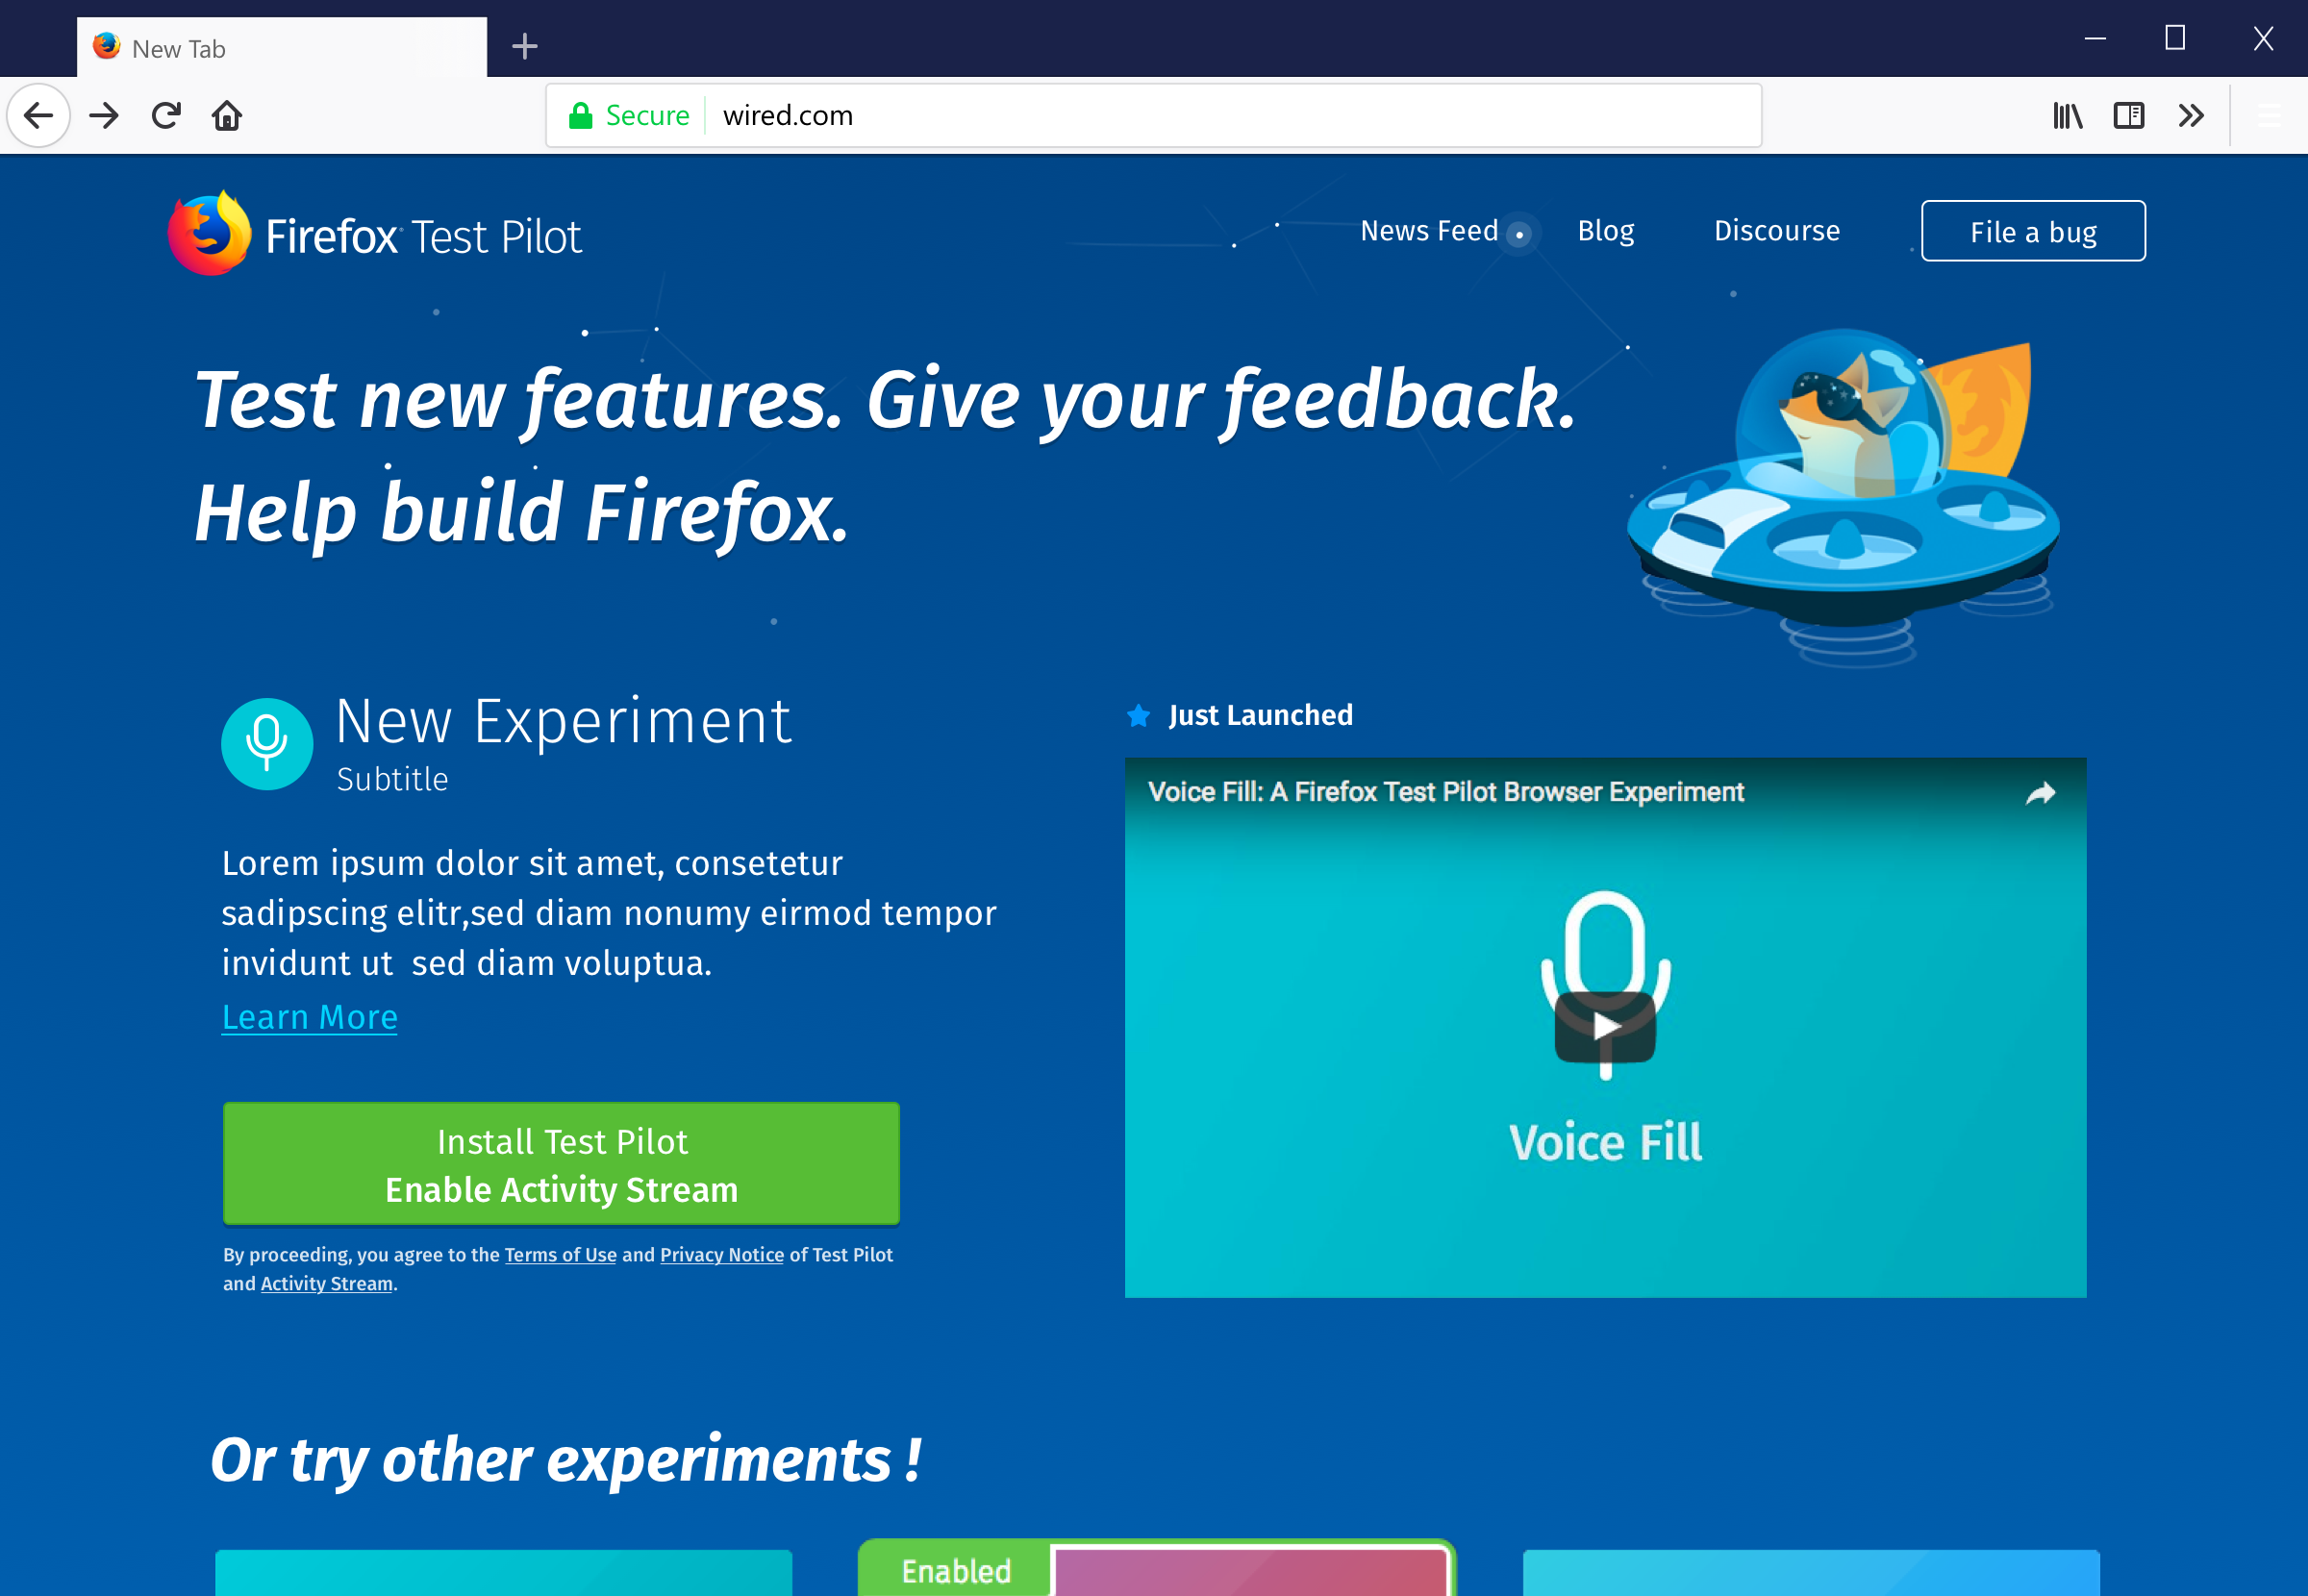 New Tab
Secure wired.com
Firefox Test Pilot
News Feed
Blog
Discourse
File a bug
Test new features. Give your feedback.
Help build Firefox.
New Experiment
Subtitle
Lorem ipsum dolor sit amet, consetetur
sadipscing elitr,sed diam nonumy eirmod tempor
invidunt ut  sed diam voluptua.
Learn More
Install Test Pilot
Enable Activity Stream
By proceeding, you agree to the Terms of Use and Privacy Notice of Test Pilot
and Activity Stream.
Just Launched
Voice Fill: A Firefox Test Pilot Browser Experiment
Voice Fill
Or try other experiments !
Enabled